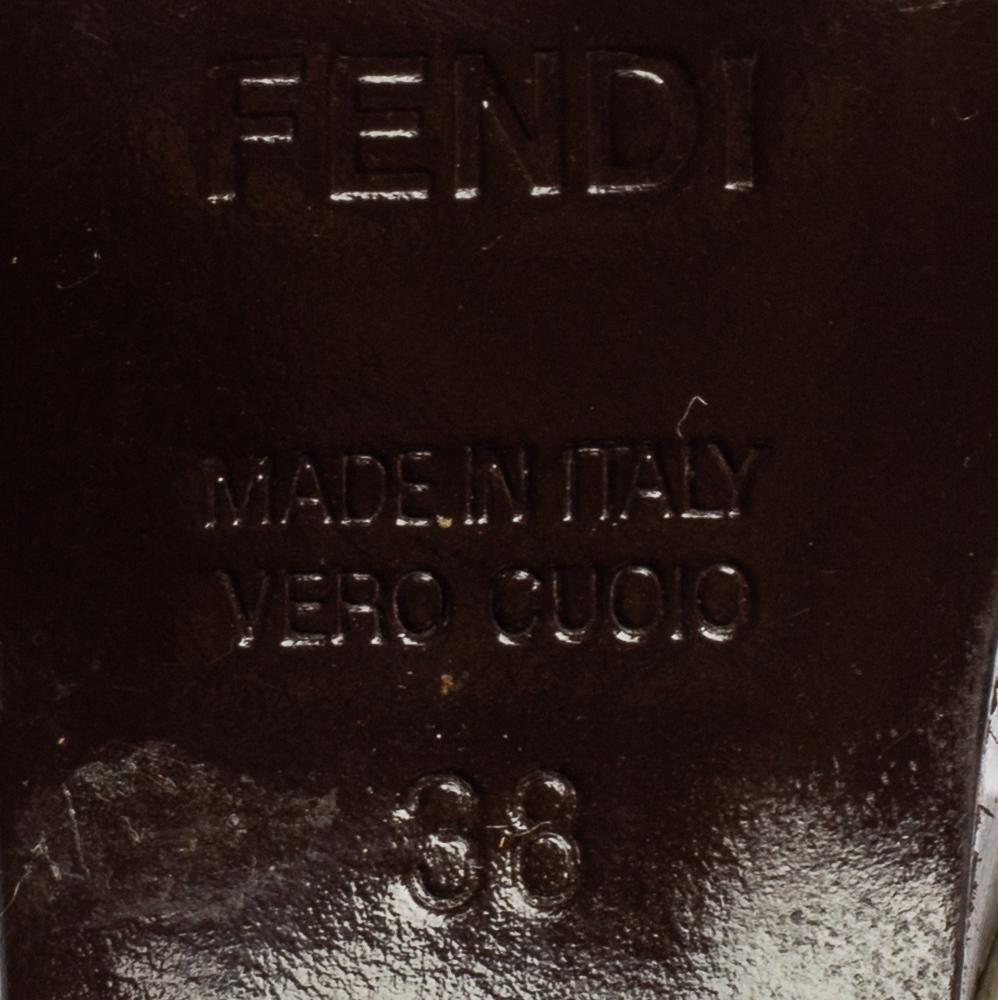 FENDI
MADE IN ITALY
VERO CUOIO
38